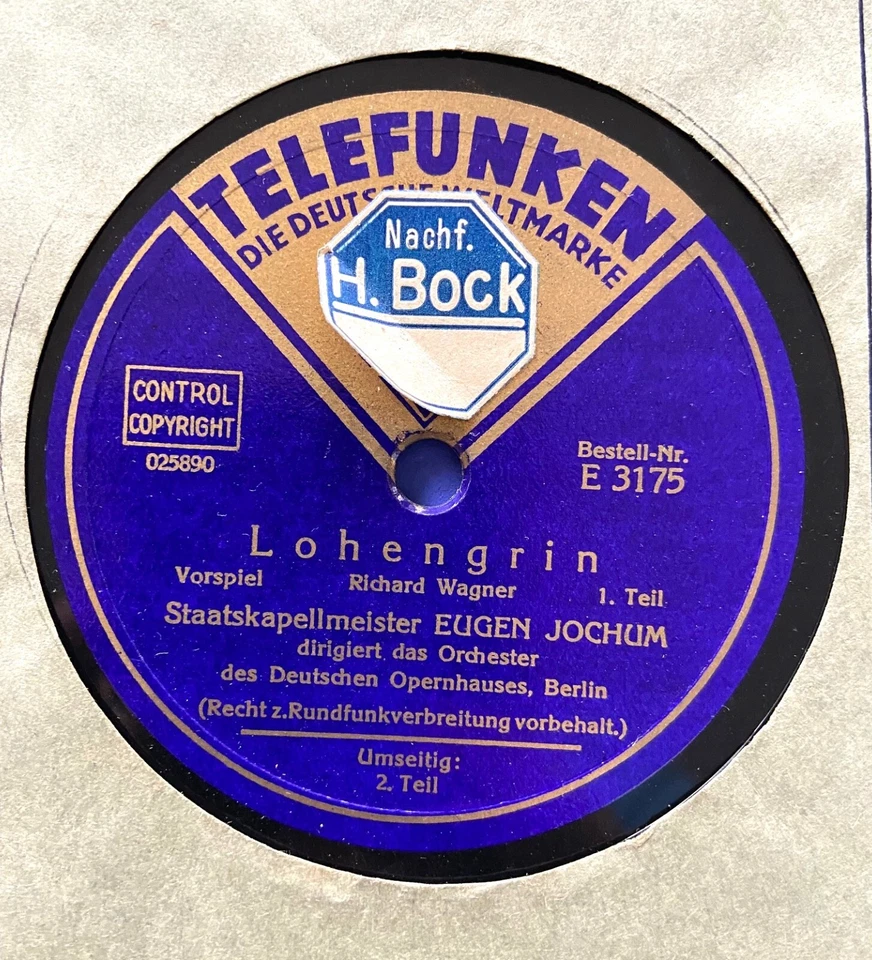 TELEFUNKEN
DIE DEUTSCHE WELTMARKE
Nachf.
H. Bock
CONTROL
COPYRIGHT
025890
Bestell-Nr.
E 3175
Lohengrin
Vorspiel Richard Wagner 1. Teil
Staatskapellmeister EUGEN JOCHUM
dirigiert das Orchester
des Deutschen Opernhauses, Berlin
(Recht z.Rundfunkverbreitung vorbehalt.)
Umseitig:
2. Teil